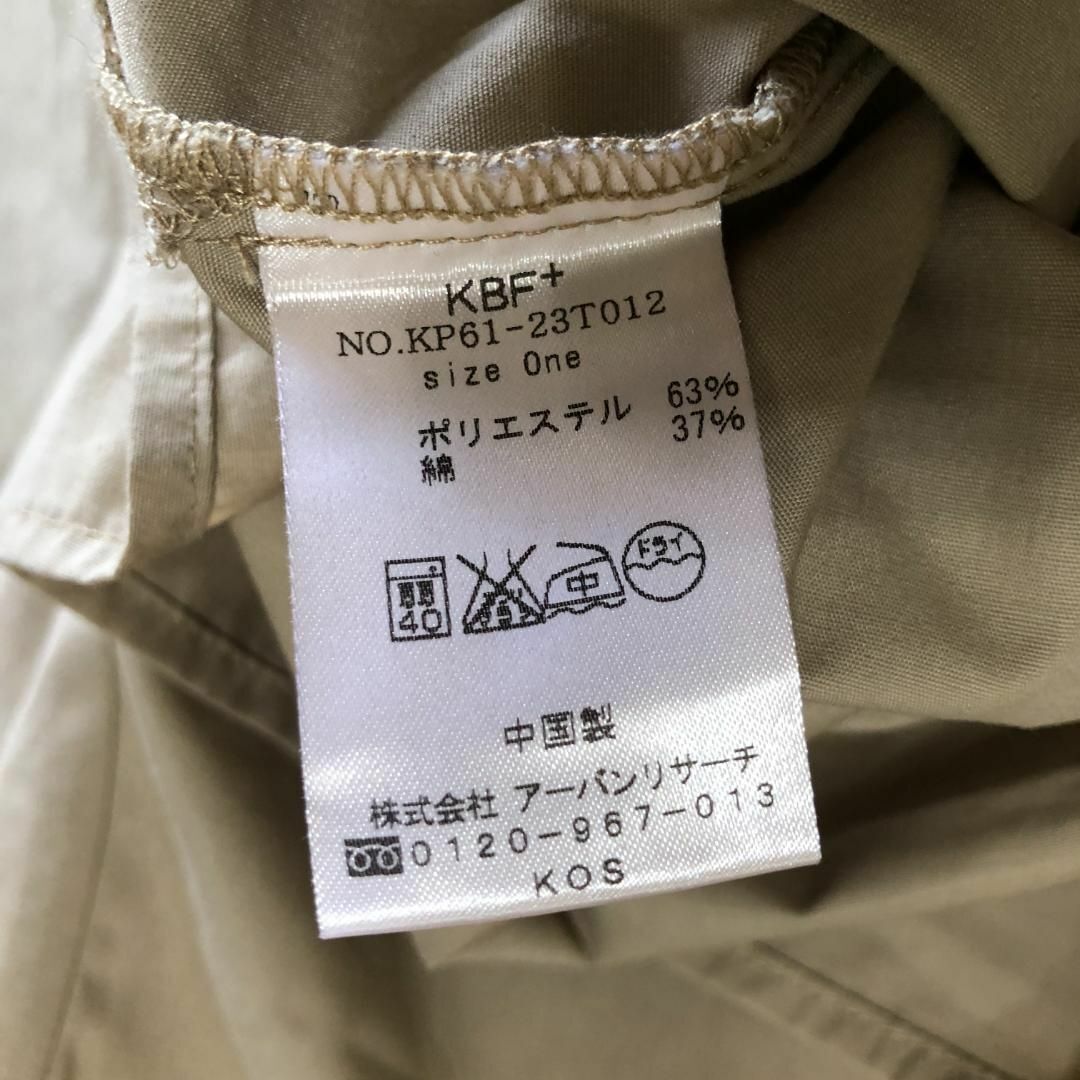 KBF+
NO.KP61-23T012
size One
ポリエステル 63%
綿 37%
40
中
ドライ
中国製
株式会社 アーバンリサーチ
0120-967-013
KOS